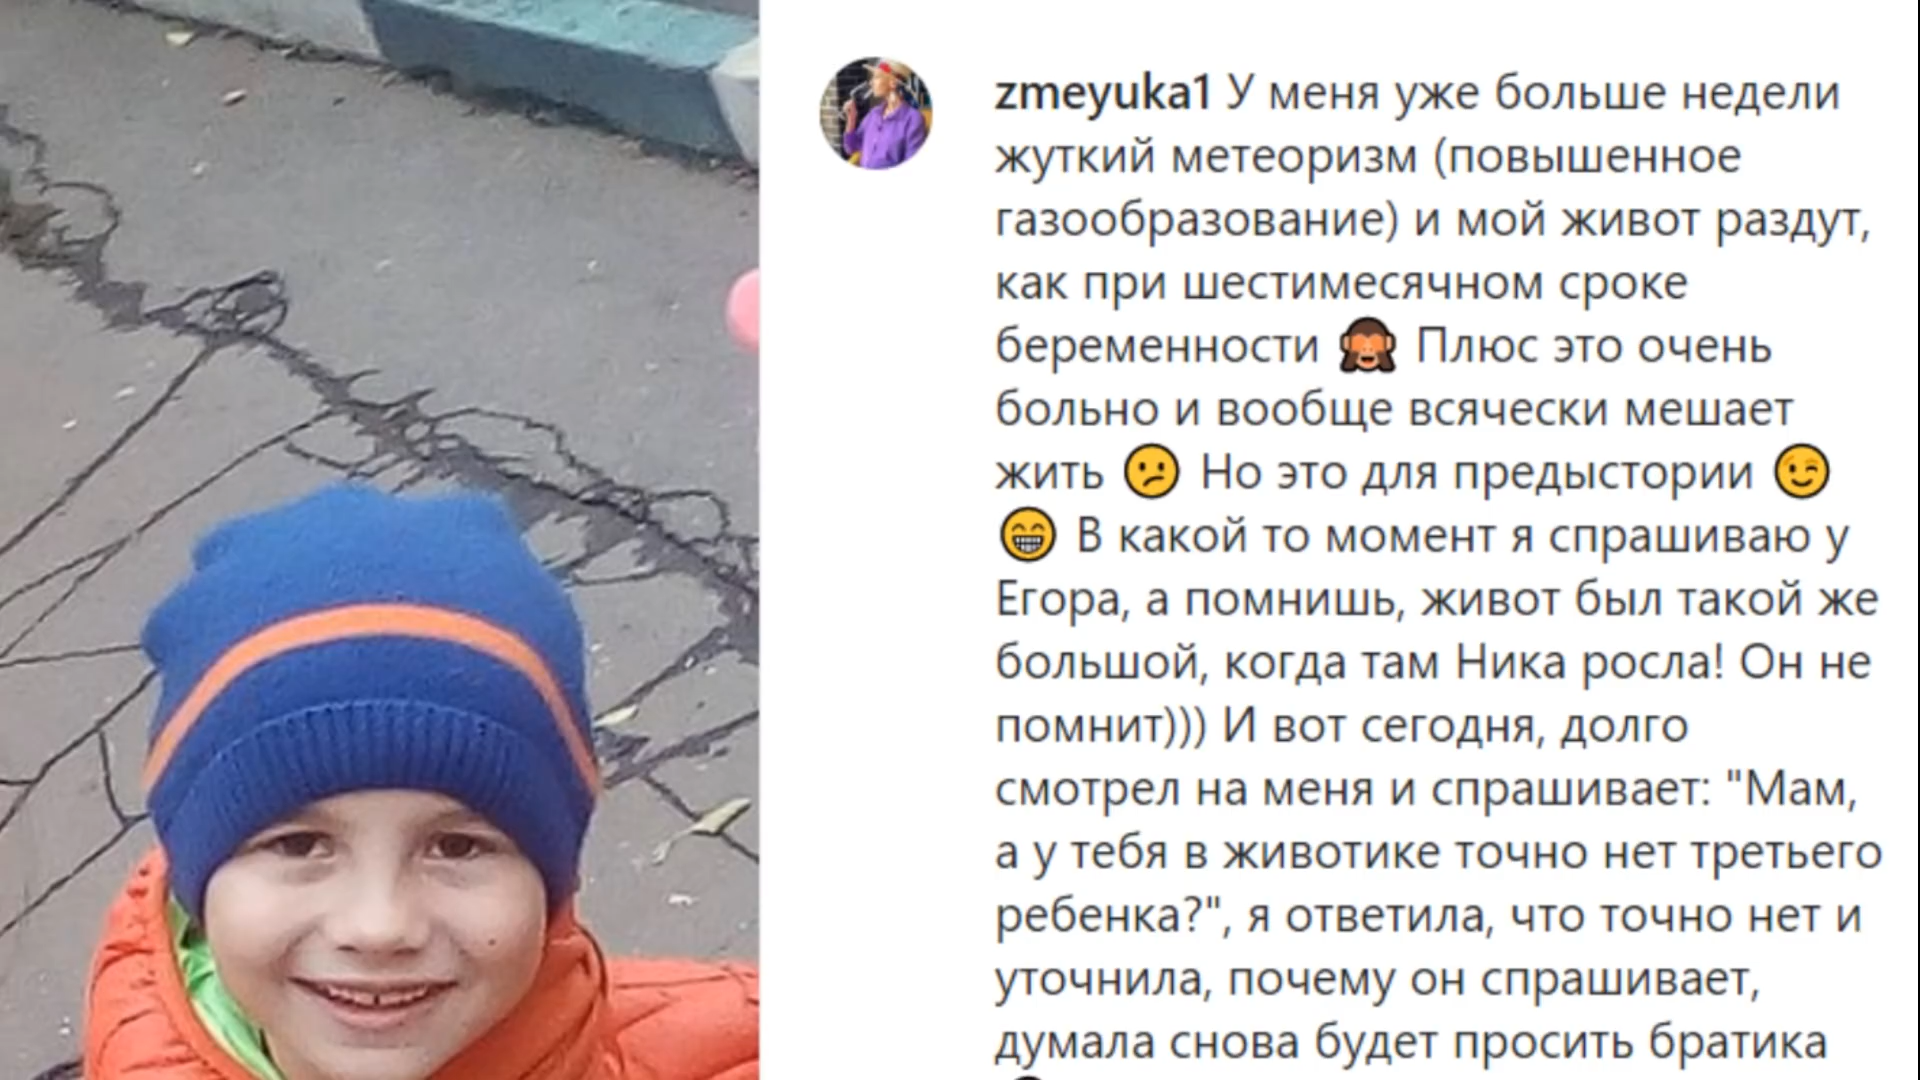 zmeyuka1 У меня уже больше недели
жуткий метеоризм (повышенное
газообразование) и мой живот раздут,
как при шестимесячном сроке
беременности 🙈 Плюс это очень
больно и вообще всячески мешает
жить 😕 Но это для предыстории 😉
😁 В какой то момент я спрашиваю у
Егора, а помнишь, живот был такой же
большой, когда там Ника росла! Он не
помнит))) И вот сегодня, долго
смотрел на меня и спрашивает: "Мам,
а у тебя в животике точно нет третьего
ребенка?", я ответила, что точно нет и
уточнила, почему он спрашивает,
думала снова будет просить братика